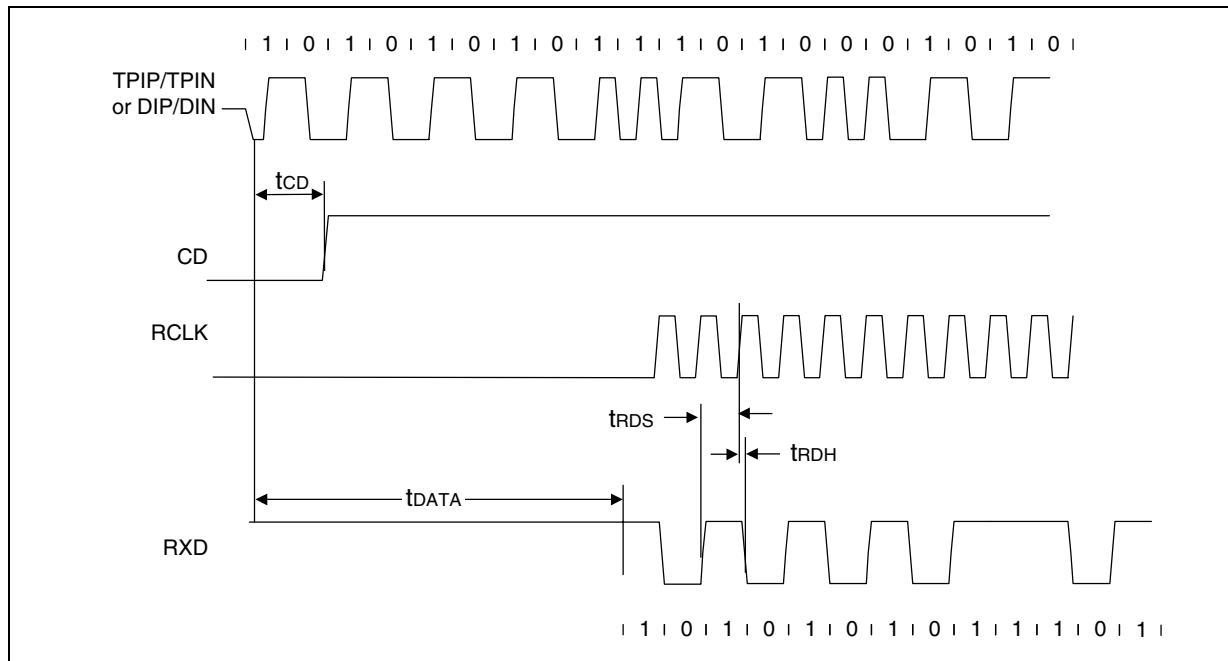 1 0 1 0 1 0 1 0 1 1 1 0 1 0 0 0 1 0 1 0
TPIP/TPIN
or DIP/DIN
tCD
CD
RCLK
tRDS
tRDH
tDATA
RXD
1 0 1 0 1 0 1 0 1 1 1 0 1